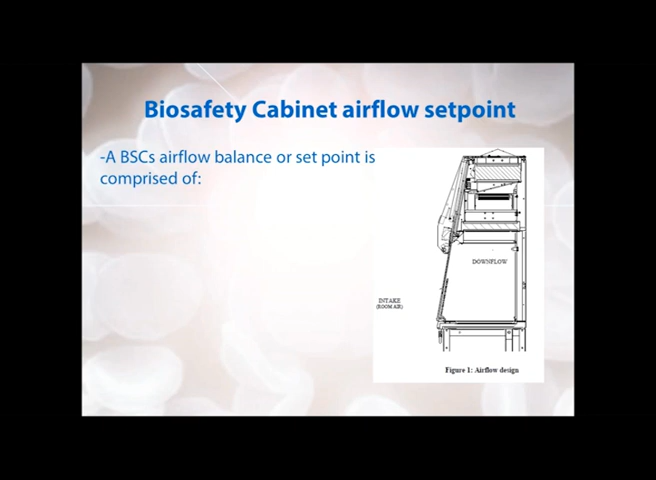 Biosafety Cabinet airflow setpoint
-A BSCs airflow balance or set point is
comprised of:
DOWNFLOW
INTAKE
(ROOM AIR)
Figure 1: Airflow design